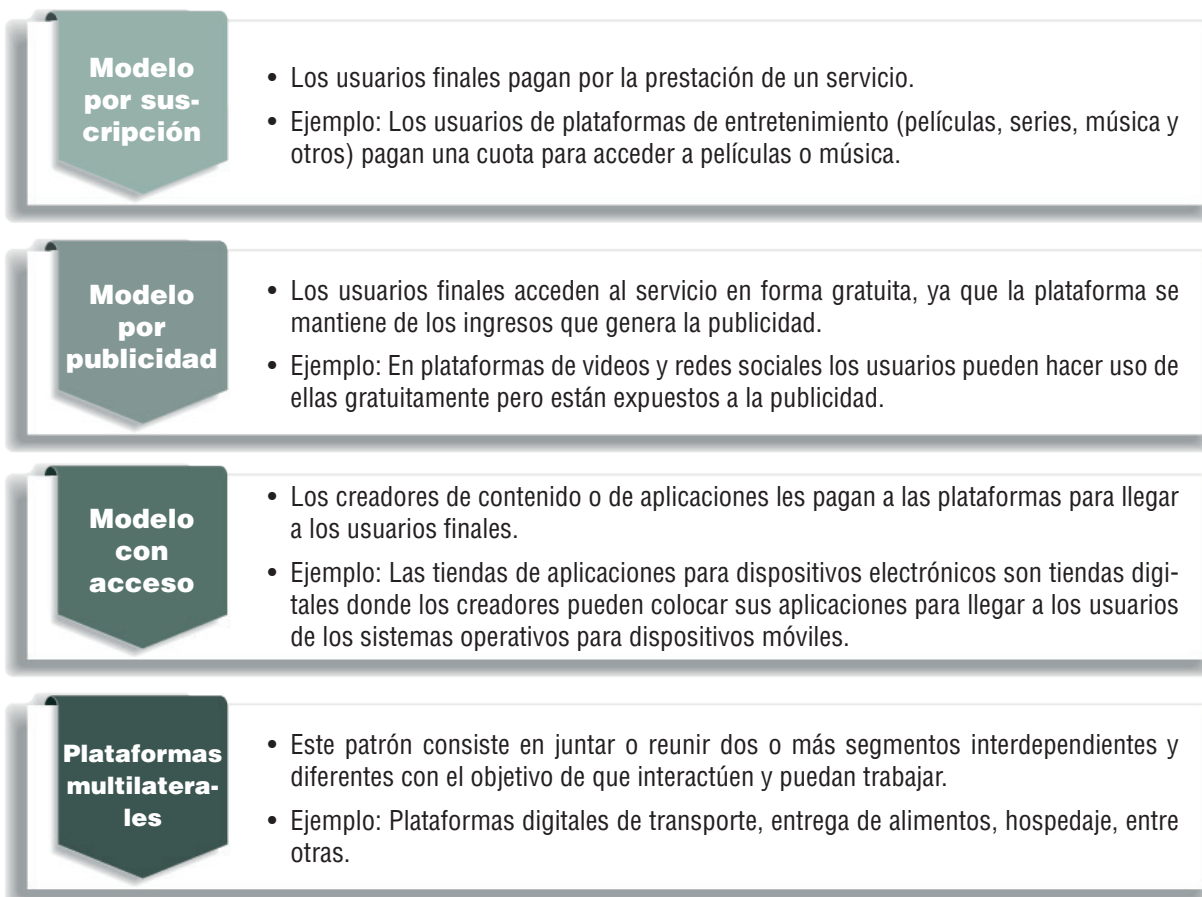 Modelo
por sus-
cripción
• Los usuarios finales pagan por la prestación de un servicio.
• Ejemplo: Los usuarios de plataformas de entretenimiento (películas, series, música y
otros) pagan una cuota para acceder a películas o música.
Modelo
por
publicidad
• Los usuarios finales acceden al servicio en forma gratuita, ya que la plataforma se
mantiene de los ingresos que genera la publicidad.
• Ejemplo: En plataformas de videos y redes sociales los usuarios pueden hacer uso de
ellas gratuitamente pero están expuestos a la publicidad.
Modelo
con
acceso
• Los creadores de contenido o de aplicaciones les pagan a las plataformas para llegar
a los usuarios finales.
• Ejemplo: Las tiendas de aplicaciones para dispositivos electrónicos son tiendas digi-
tales donde los creadores pueden colocar sus aplicaciones para llegar a los usuarios
de los sistemas operativos para dispositivos móviles.
Plataformas
multilatera-
les
• Este patrón consiste en juntar o reunir dos o más segmentos interdependientes y
diferentes con el objetivo de que interactúen y puedan trabajar.
• Ejemplo: Plataformas digitales de transporte, entrega de alimentos, hospedaje, entre
otras.